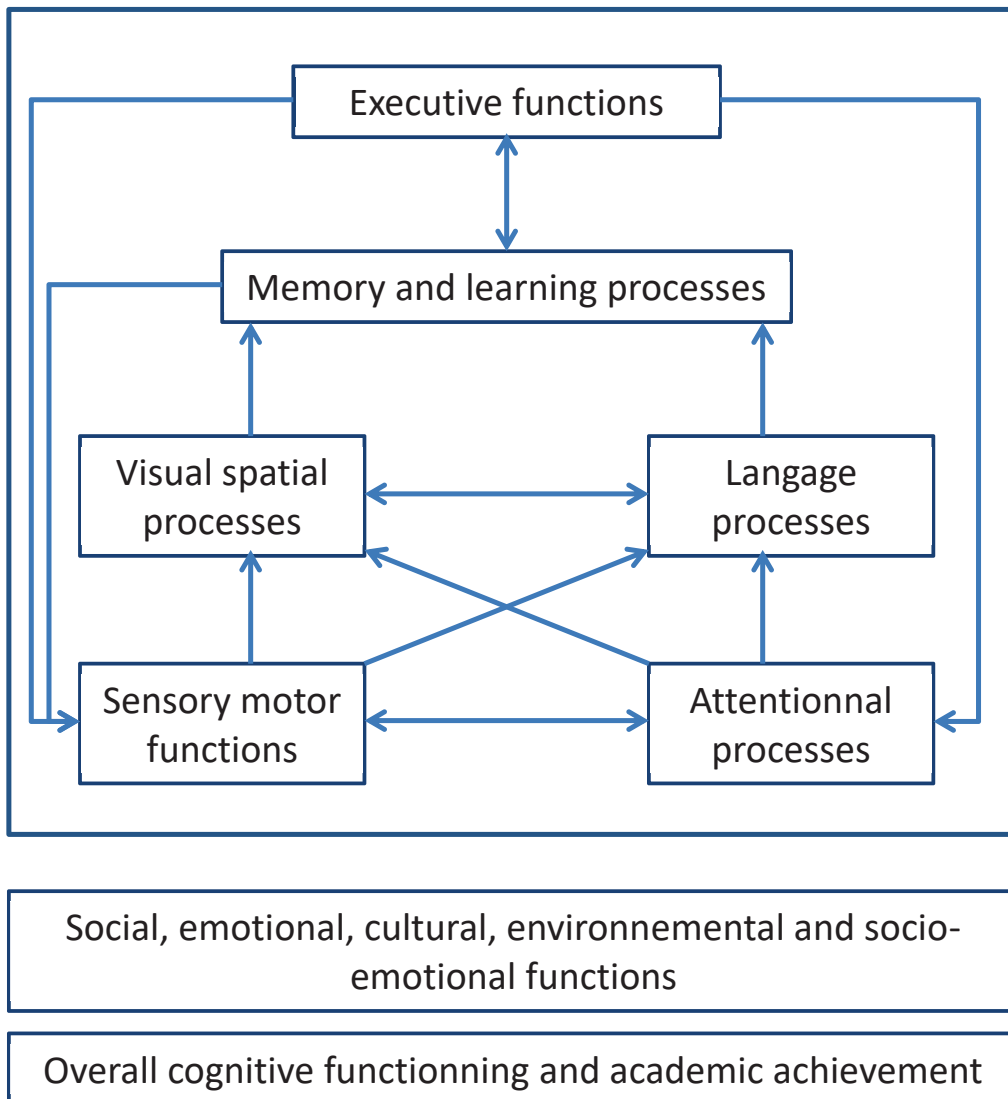 Executive functions
Memory and learning processes
Visual spatial
processes
Langage
processes
Sensory motor
functions
Attentionnal
processes
Social, emotional, cultural, environnemental and socio-
emotional functions
Overall cognitive functionning and academic achievement